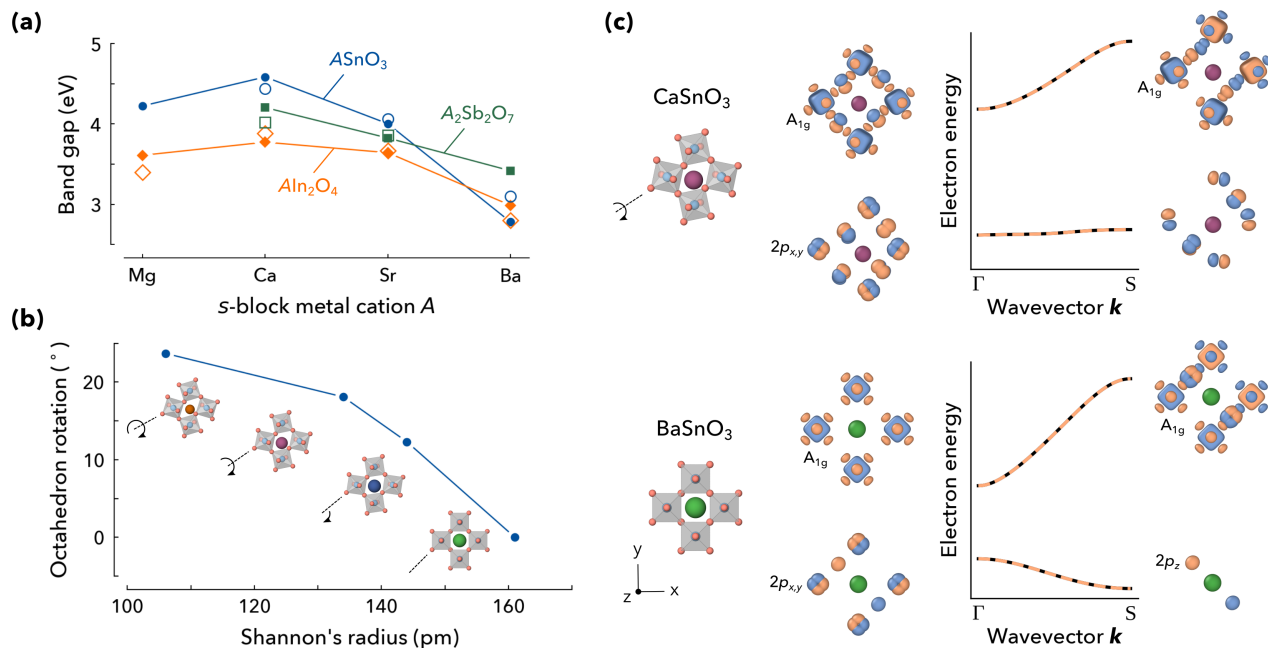 (a)
Band gap (eV)
5
4
3
ASnO₃
A₂Sb₂O₇
AIn₂O₄
Mg
Ca
Sr
Ba
s-block metal cation A
(b)
Octahedron rotation (°)
20
10
0
100
120
140
160
Shannon's radius (pm)
(c)
CaSnO₃
A₁g
2pₓ,ᵧ
Electron energy
A₁g
Γ
S
Wavevector k
BaSnO₃
y
z
x
A₁g
2pₓ,ᵧ
Electron energy
A₁g
2p_z
Γ
S
Wavevector k